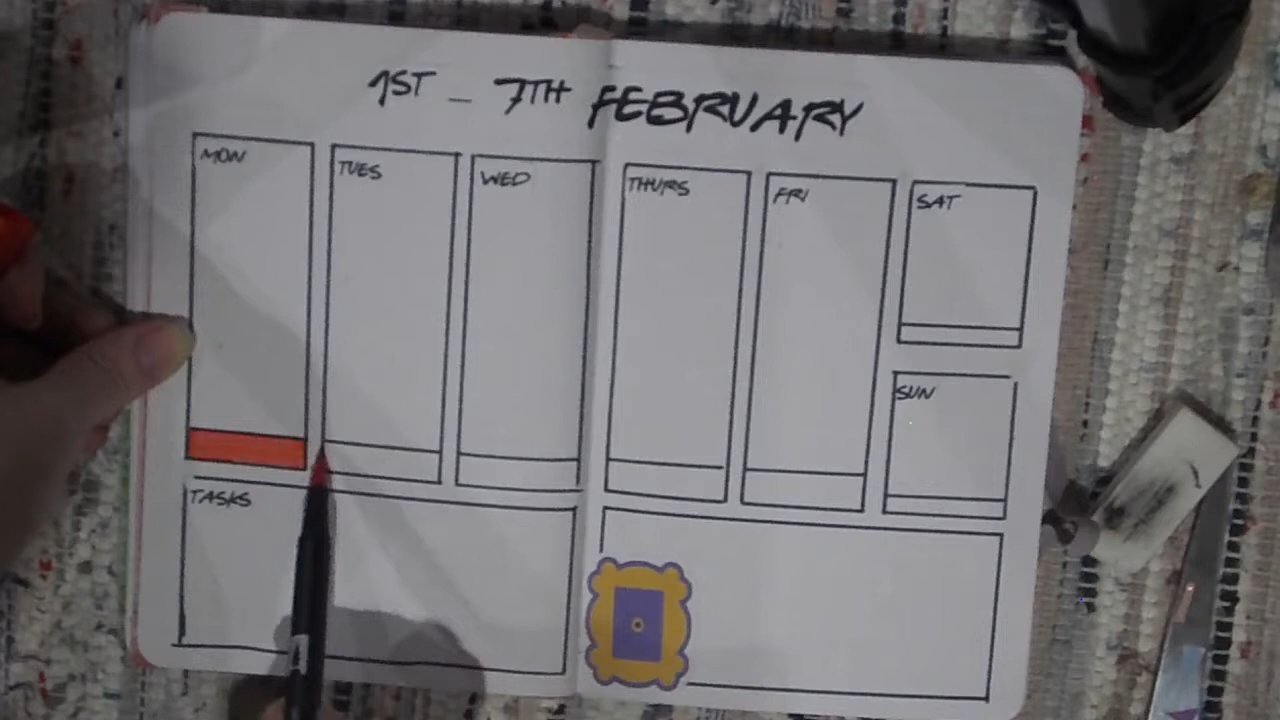 1ST - 7TH FEBRUARY
MON
TUES
WED
THURS
FRI
SAT
SUN
TASKS